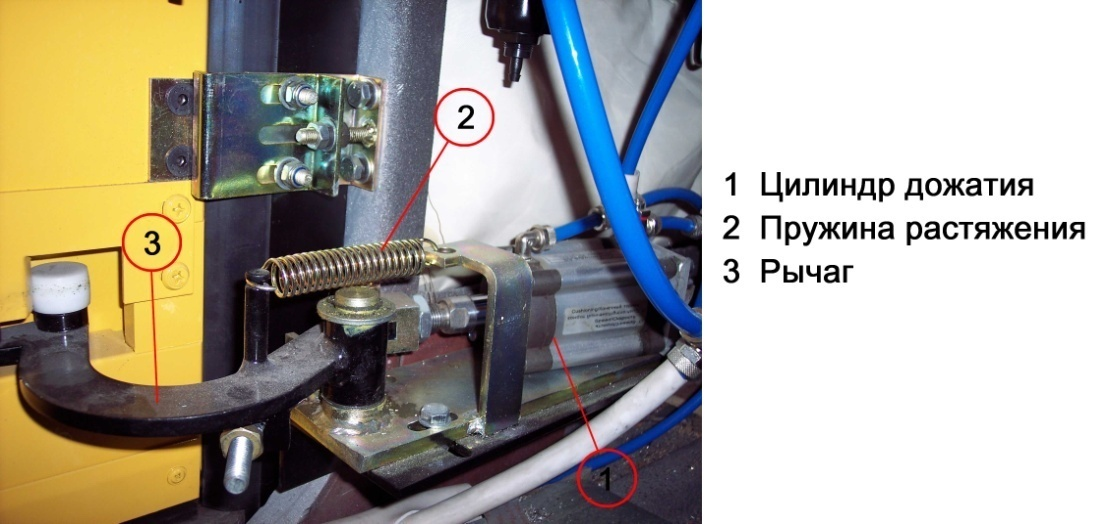 2
3
1
1 Цилиндр дожатия
2 Пружина растяжения
3 Рычаг